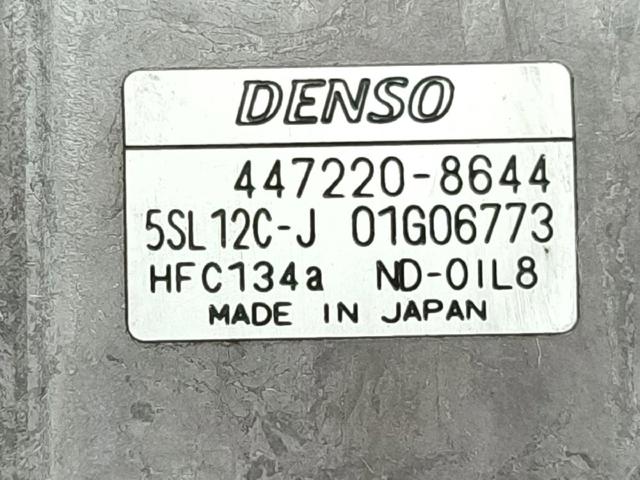 DENSO
447220-8644
5SL12C-J 01G06773
HFC134a ND-OIL8
MADE IN JAPAN